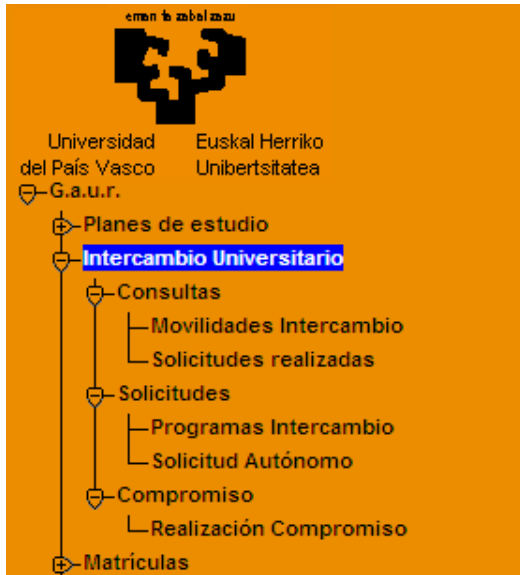 eman ta zabal zazu
Universidad Euskal Herriko
del País Vasco Unibertsitatea
G.a.u.r.
Planes de estudio
Intercambio Universitario
Consultas
Movilidades Intercambio
Solicitudes realizadas
Solicitudes
Programas Intercambio
Solicitud Autónomo
Compromiso
Realización Compromiso
Matrículas